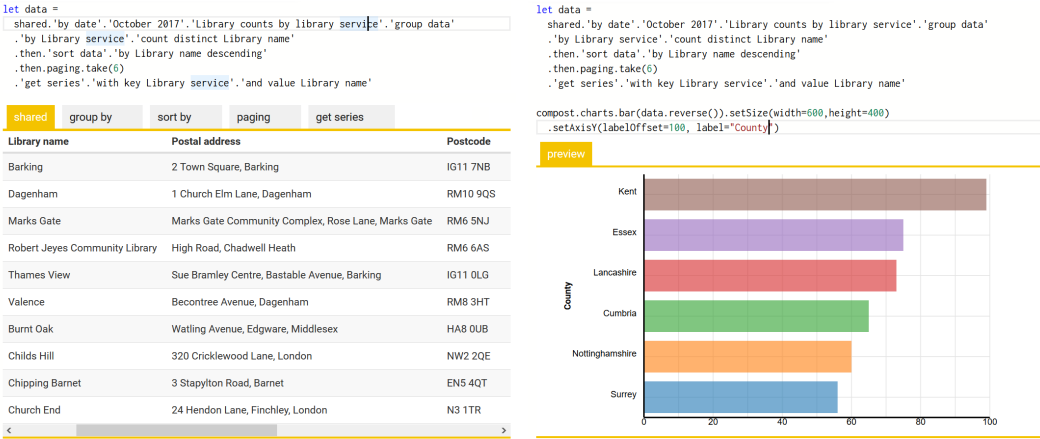 let data =
shared.'by date'.'October 2017'.'Library counts by library service'.'group data'
.'by Library service'.'count distinct Library name'
.then.'sort data'.'by Library name descending'
.then.paging.take(6)
.'get series'.'with key Library service'.'and value Library name'
shared group by sort by paging get series
Library name Postal address Postcode
Barking 2 Town Square, Barking IG11 7NB
Dagenham 1 Church Elm Lane, Dagenham RM10 9QS
Marks Gate Marks Gate Community Complex, Rose Lane, Marks Gate RM6 5NJ
Robert Jeyes Community Library High Road, Chadwell Heath RM6 6AS
Thames View Sue Bramley Centre, Bastable Avenue, Barking IG11 0LG
Valence Becontree Avenue, Dagenham RM8 3HT
Burnt Oak Watling Avenue, Edgware, Middlesex HA8 0UB
Childs Hill 320 Cricklewood Lane, London NW2 2QE
Chipping Barnet 3 Stapylton Road, Barnet EN5 4QT
Church End 24 Hendon Lane, Finchley, London N3 1TR
let data =
shared.'by date'.'October 2017'.'Library counts by library service'.'group data'
.'by Library service'.'count distinct Library name'
.then.'sort data'.'by Library name descending'
.then.paging.take(6)
.'get series'.'with key Library service'.'and value Library name'
compost.charts.bar(data.reverse()).setSize(width=600,height=400)
.setAxisY(labelOffset=100, label="County")
preview
County
Kent
Essex
Lancashire
Cumbria
Nottinghamshire
Surrey
0 20 40 60 80 100